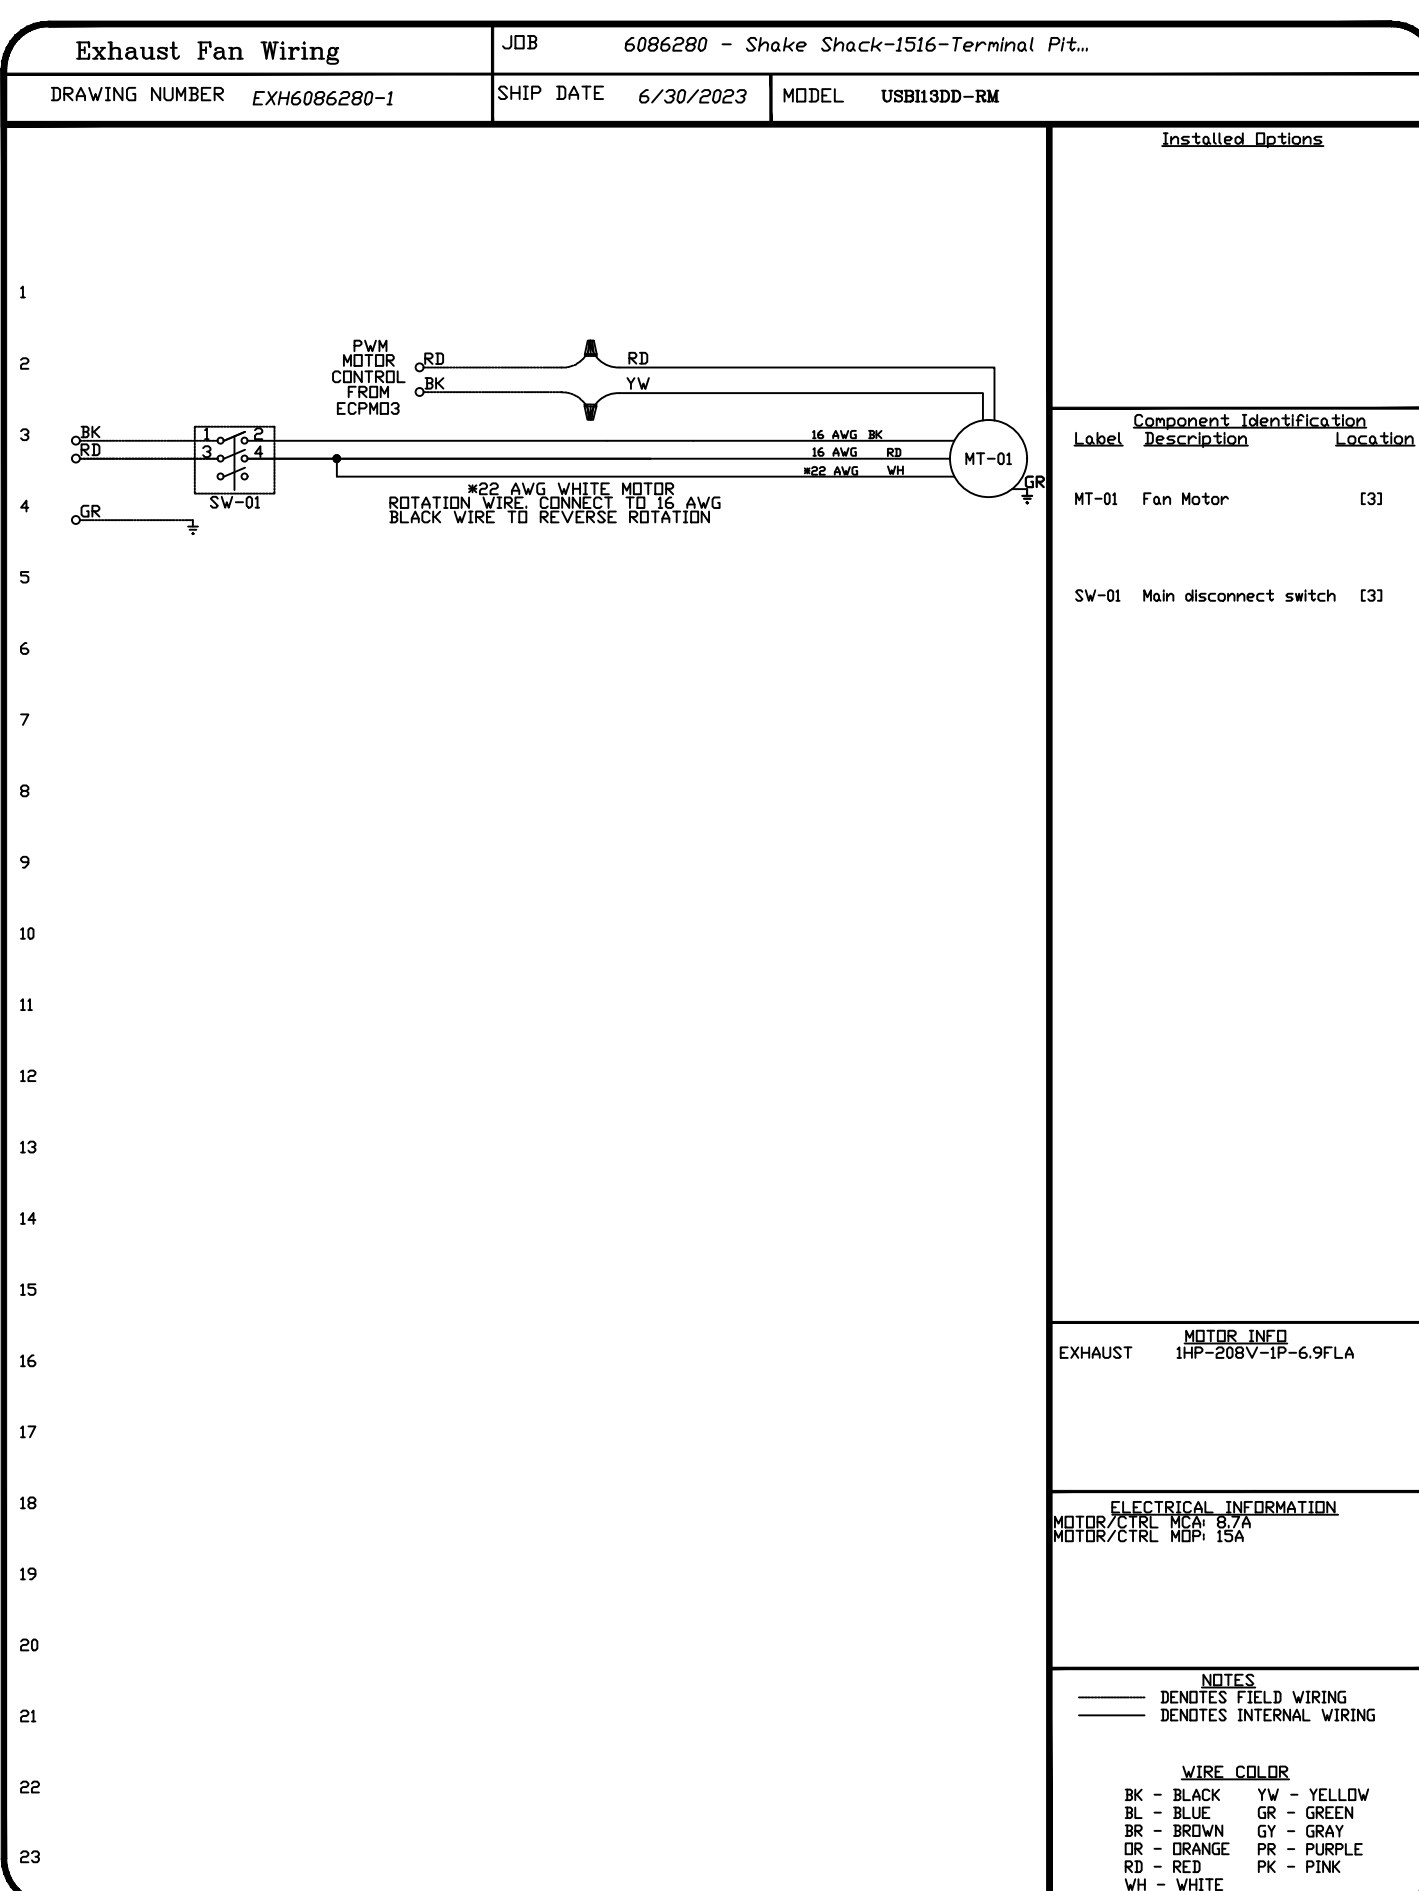 Exhaust Fan Wiring
JOB 6086280 - Shake Shack-1516-Terminal Pit...
DRAWING NUMBER EXH6086280-1
SHIP DATE 6/30/2023
MODEL USBI13DD-RM
Installed Options
1
2
3
4
5
6
7
8
9
10
11
12
13
14
15
16
17
18
19
20
21
22
23
PWM
MOTOR
CONTROL
FROM
ECPM03
RD
BK
RD
YW
BK
RD
1 2
3 4
SW-01
GR
16 AWG BK
16 AWG RD
*22 AWG WH
MT-01
GR
*22 AWG WHITE MOTOR
ROTATION WIRE. CONNECT TO 16 AWG
BLACK WIRE TO REVERSE ROTATION
Component Identification
Label Description Location
MT-01 Fan Motor [3]
SW-01 Main disconnect switch [3]
MOTOR INFO
EXHAUST 1HP-208V-1P-6.9FLA
ELECTRICAL INFORMATION
MOTOR/CTRL MCA: 8.7A
MOTOR/CTRL MOP: 15A
NOTES
DENOTES FIELD WIRING
DENOTES INTERNAL WIRING
WIRE COLOR
BK - BLACK YW - YELLOW
BL - BLUE GR - GREEN
BR - BROWN GY - GRAY
OR - ORANGE PR - PURPLE
RD - RED PK - PINK
WH - WHITE